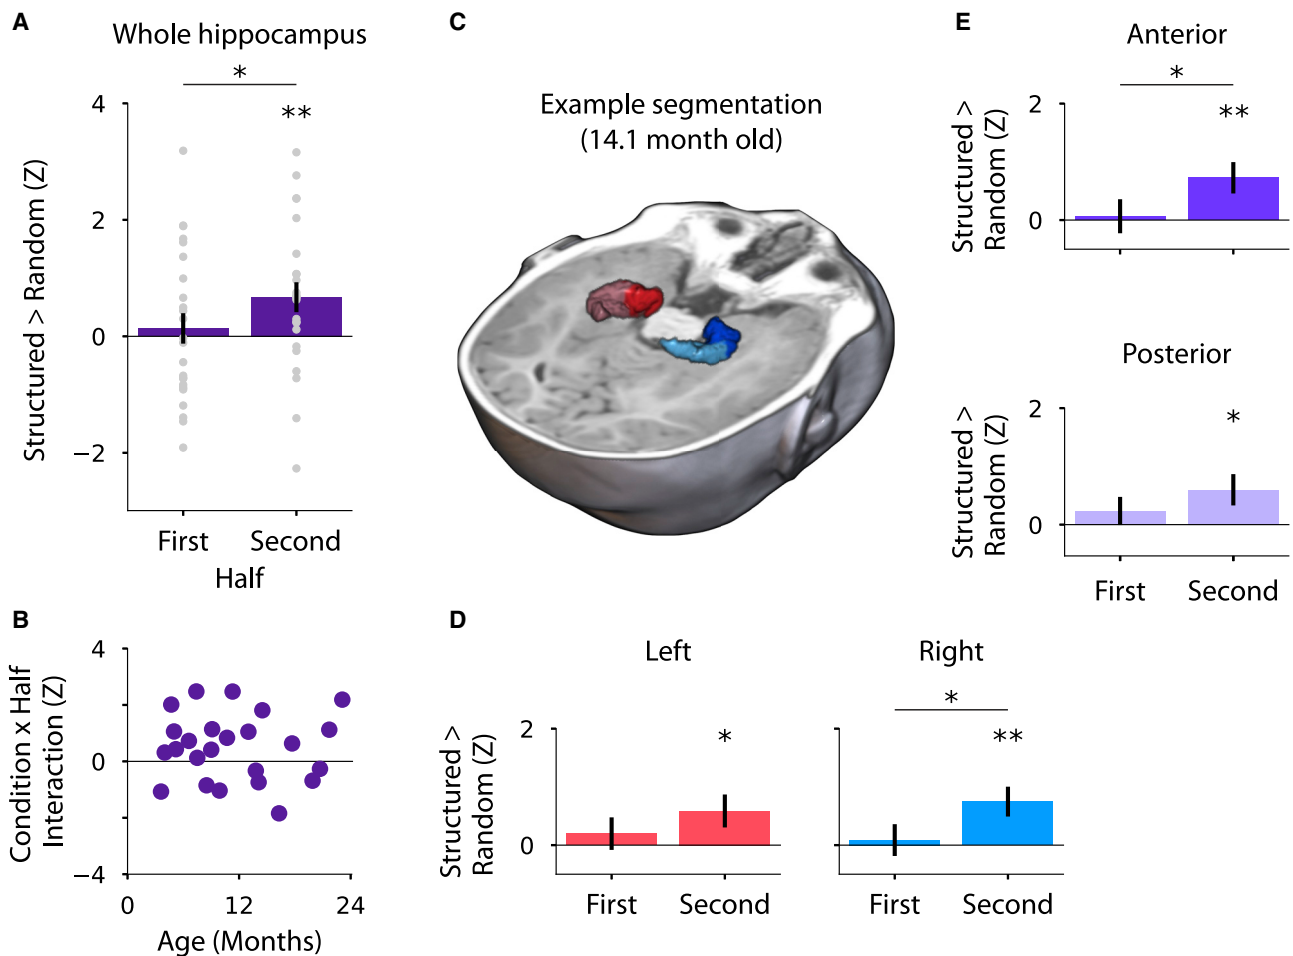 A
Whole hippocampus
*
**
4
2
0
−2
Structured > Random (Z)
First
Second
Half
B
4
0
−4
Condition x Half
Interaction (Z)
0
12
24
Age (Months)
C
Example segmentation
(14.1 month old)
D
Left
Right
*
*
**
2
0
Structured >
Random (Z)
First
Second
First
Second
E
Anterior
*
**
2
0
Structured >
Random (Z)
Posterior
*
2
0
Structured >
Random (Z)
First
Second